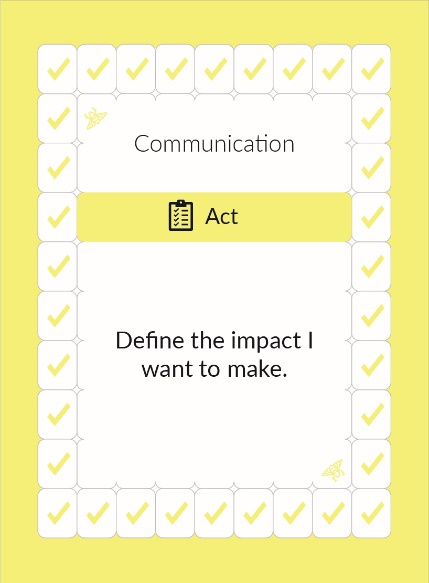 Communication
Act
Define the impact I
want to make.